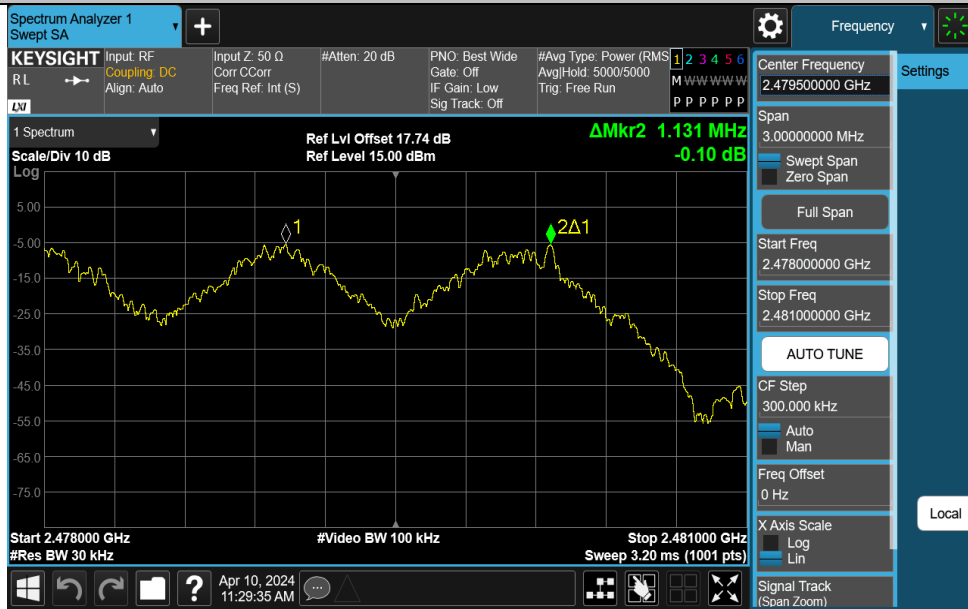 Spectrum Analyzer 1
Swept SA
+
Frequency
KEYSIGHT
RL
LXI
Input: RF
Coupling: DC
Align: Auto
Input Z: 50 Ω
Corr CCorr
Freq Ref: Int (S)
#Atten: 20 dB
PNO: Best Wide
Gate: Off
IF Gain: Low
Sig Track: Off
#Avg Type: Power (RMS
Avg|Hold: 5000/5000
Trig: Free Run
1 2 3 4 5 6
M W W W W W
P P P P P P
1 Spectrum
Scale/Div 10 dB
Log
Ref Lvl Offset 17.74 dB
Ref Level 15.00 dBm
ΔMkr2 1.131 MHz
-0.10 dB
5.00
-5.00
-15.0
-25.0
-35.0
-45.0
-55.0
-65.0
-75.0
1
2Δ1
Start 2.478000 GHz
#Res BW 30 kHz
#Video BW 100 kHz
Stop 2.481000 GHz
Sweep 3.20 ms (1001 pts)
Center Frequency
2.479500000 GHz
Settings
Span
3.00000000 MHz
Swept Span
Zero Span
Full Span
Start Freq
2.478000000 GHz
Stop Freq
2.481000000 GHz
AUTO TUNE
CF Step
300.000 kHz
Auto
Man
Freq Offset
0 Hz
Local
X Axis Scale
Log
Lin
Signal Track
(Span Zoom)
?
Apr 10, 2024
11:29:35 AM